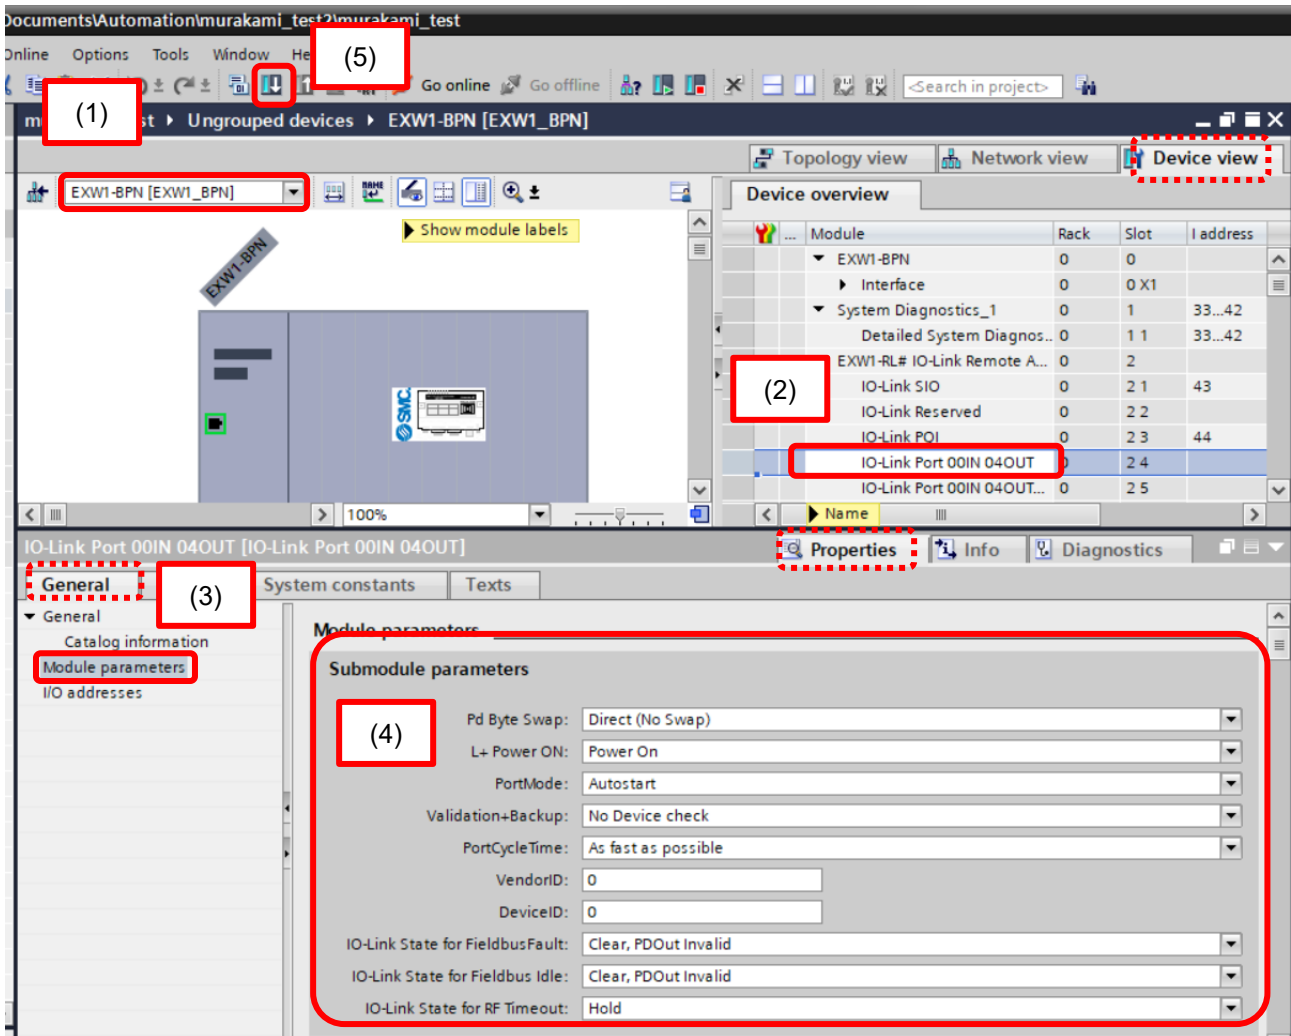 Documents\Automation\murakami_test2\murakami_test
Online Options Tools Window He
(5)
Go online Go offline <Search in project>
(1)
m st ▸ Ungrouped devices ▸ EXW1-BPN [EXW1_BPN]
Topology view Network view Device view
EXW1-BPN [EXW1_BPN]
Device overview
Show module labels
... Module Rack Slot I address
EXW1-BPN 0 0
Interface 0 0 X1
System Diagnostics_1 0 1 33...42
Detailed System Diagnos.. 0 1 1 33...42
EXW1-RL# IO-Link Remote A... 0 2
(2)
IO-Link SIO 0 2 1 43
IO-Link Reserved 0 2 2
IO-Link PQI 0 2 3 44
IO-Link Port 00IN 04OUT 0 2 4
IO-Link Port 00IN 04OUT... 0 2 5
EXW1-BPN
SMC
100%
Name
IO-Link Port 00IN 04OUT [IO-Link Port 00IN 04OUT]
Properties Info Diagnostics
General System constants Texts
(3)
General
Catalog information
Module parameters
I/O addresses
Module parameters
Submodule parameters
(4)
Pd Byte Swap: Direct (No Swap)
L+ Power ON: Power On
PortMode: Autostart
Validation+Backup: No Device check
PortCycleTime: As fast as possible
VendorID: 0
DeviceID: 0
IO-Link State for FieldbusFault: Clear, PDOut Invalid
IO-Link State for Fieldbus Idle: Clear, PDOut Invalid
IO-Link State for RF Timeout: Hold